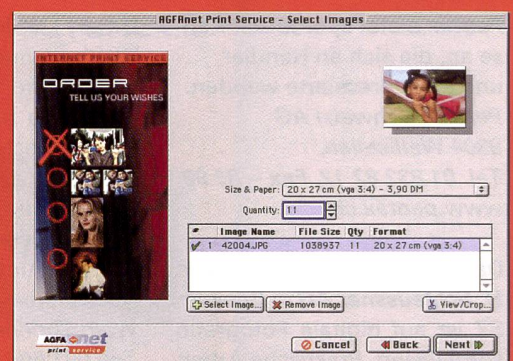 AGFAnet Print Service - Select Images
INTERNET PRINT SERVICE
ORDER
TELL US YOUR WISHES
Size & Paper: 20 x 27 cm (vga 3:4) - 3,90 DM
Quantity: 11
# Image Name File Size Qty Format
✓ 1 42004.JPG 1038937 11 20 x 27 cm (vga 3:4)
Select Image... Remove Image View/Crop...
AGFA net
print service
Cancel Back Next